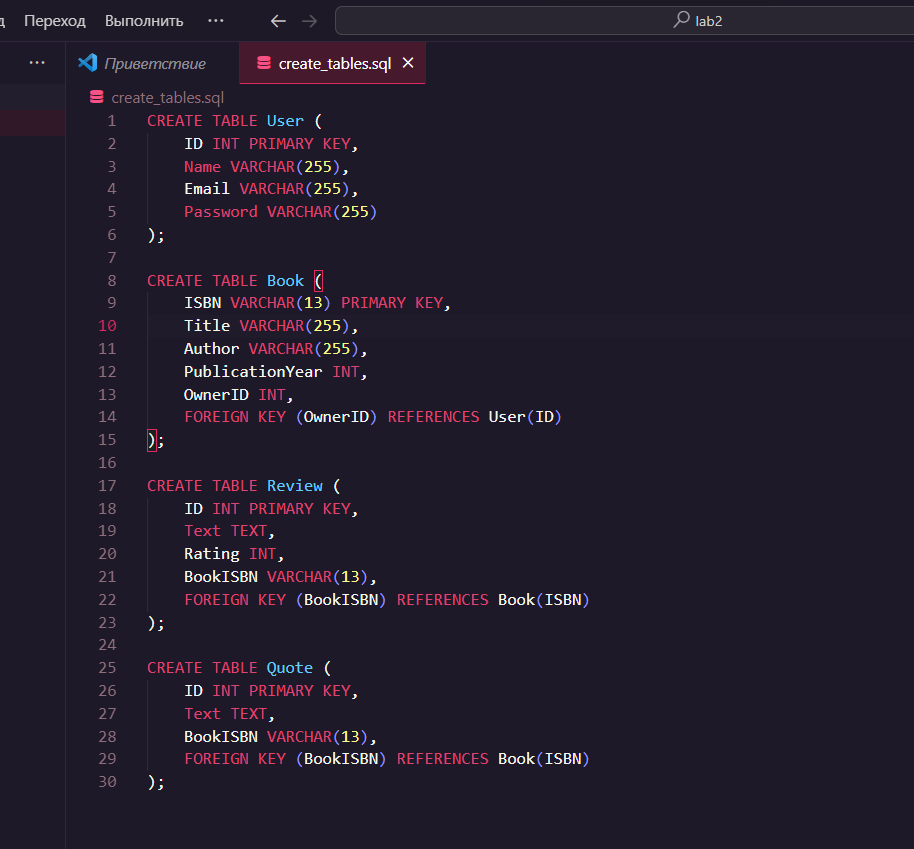 д Переход Выполнить ··· ← → lab2
··· Приветствие create_tables.sql ×
create_tables.sql
1 CREATE TABLE User (
2     ID INT PRIMARY KEY,
3     Name VARCHAR(255),
4     Email VARCHAR(255),
5     Password VARCHAR(255)
6 );
7
8 CREATE TABLE Book (
9     ISBN VARCHAR(13) PRIMARY KEY,
10     Title VARCHAR(255),
11     Author VARCHAR(255),
12     PublicationYear INT,
13     OwnerID INT,
14     FOREIGN KEY (OwnerID) REFERENCES User(ID)
15 );
16
17 CREATE TABLE Review (
18     ID INT PRIMARY KEY,
19     Text TEXT,
20     Rating INT,
21     BookISBN VARCHAR(13),
22     FOREIGN KEY (BookISBN) REFERENCES Book(ISBN)
23 );
24
25 CREATE TABLE Quote (
26     ID INT PRIMARY KEY,
27     Text TEXT,
28     BookISBN VARCHAR(13),
29     FOREIGN KEY (BookISBN) REFERENCES Book(ISBN)
30 );